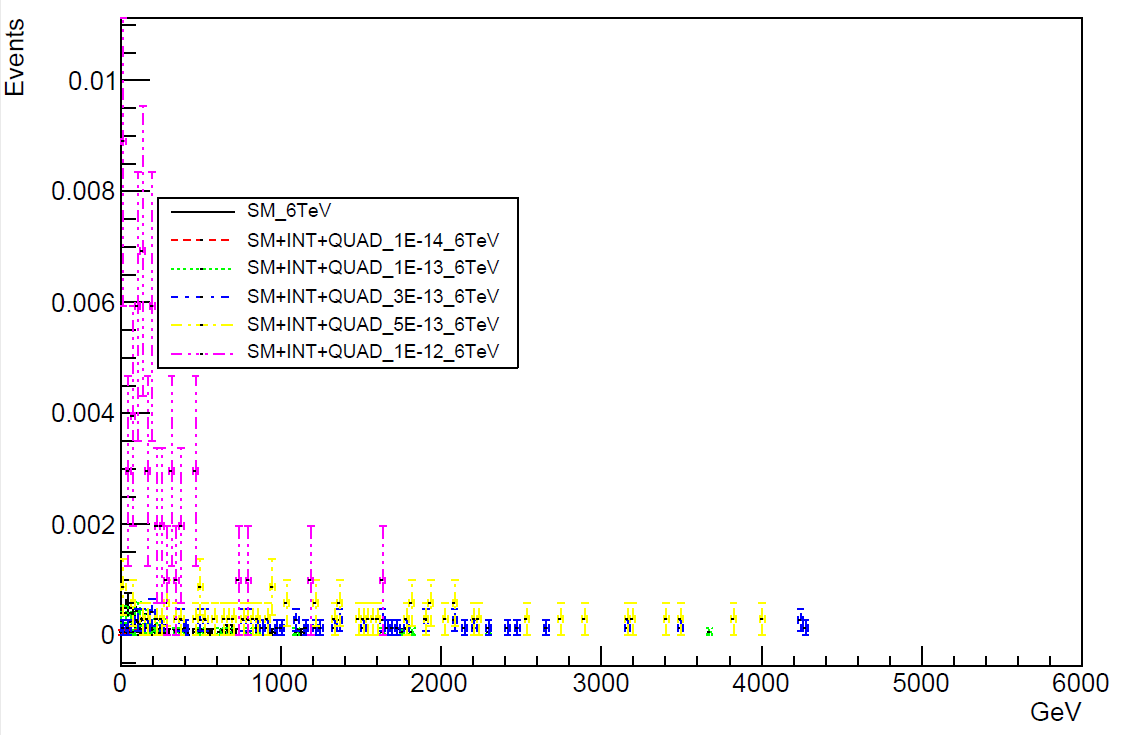 Events
0.01
0.008
0.006
0.004
0.002
0
SM_6TeV
SM+INT+QUAD_1E-14_6TeV
SM+INT+QUAD_1E-13_6TeV
SM+INT+QUAD_3E-13_6TeV
SM+INT+QUAD_5E-13_6TeV
SM+INT+QUAD_1E-12_6TeV
0 1000 2000 3000 4000 5000 6000
GeV